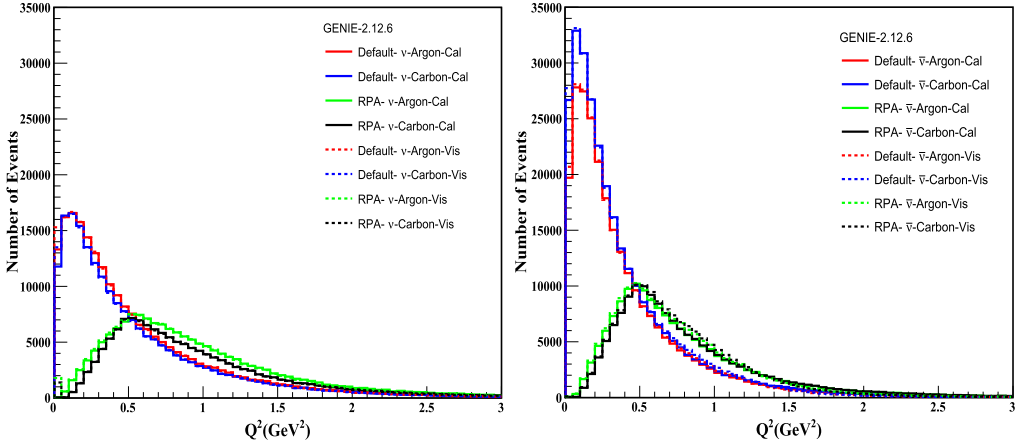 35000
30000
25000
20000
15000
10000
5000
0
Number of Events
GENIE-2.12.6
Default- ν-Argon-Cal
Default- ν-Carbon-Cal
RPA- ν-Argon-Cal
RPA- ν-Carbon-Cal
Default- ν-Argon-Vis
Default- ν-Carbon-Vis
RPA- ν-Argon-Vis
RPA- ν-Carbon-Vis
0 0.5 1 1.5 2 2.5 3
Q²(GeV²)
35000
30000
25000
20000
15000
10000
5000
0
Number of Events
GENIE-2.12.6
Default- ν̅-Argon-Cal
Default- ν̅-Carbon-Cal
RPA- ν̅-Argon-Cal
RPA- ν̅-Carbon-Cal
Default- ν̅-Argon-Vis
Default- ν̅-Carbon-Vis
RPA- ν̅-Argon-Vis
RPA- ν̅-Carbon-Vis
0 0.5 1 1.5 2 2.5 3
Q²(GeV²)